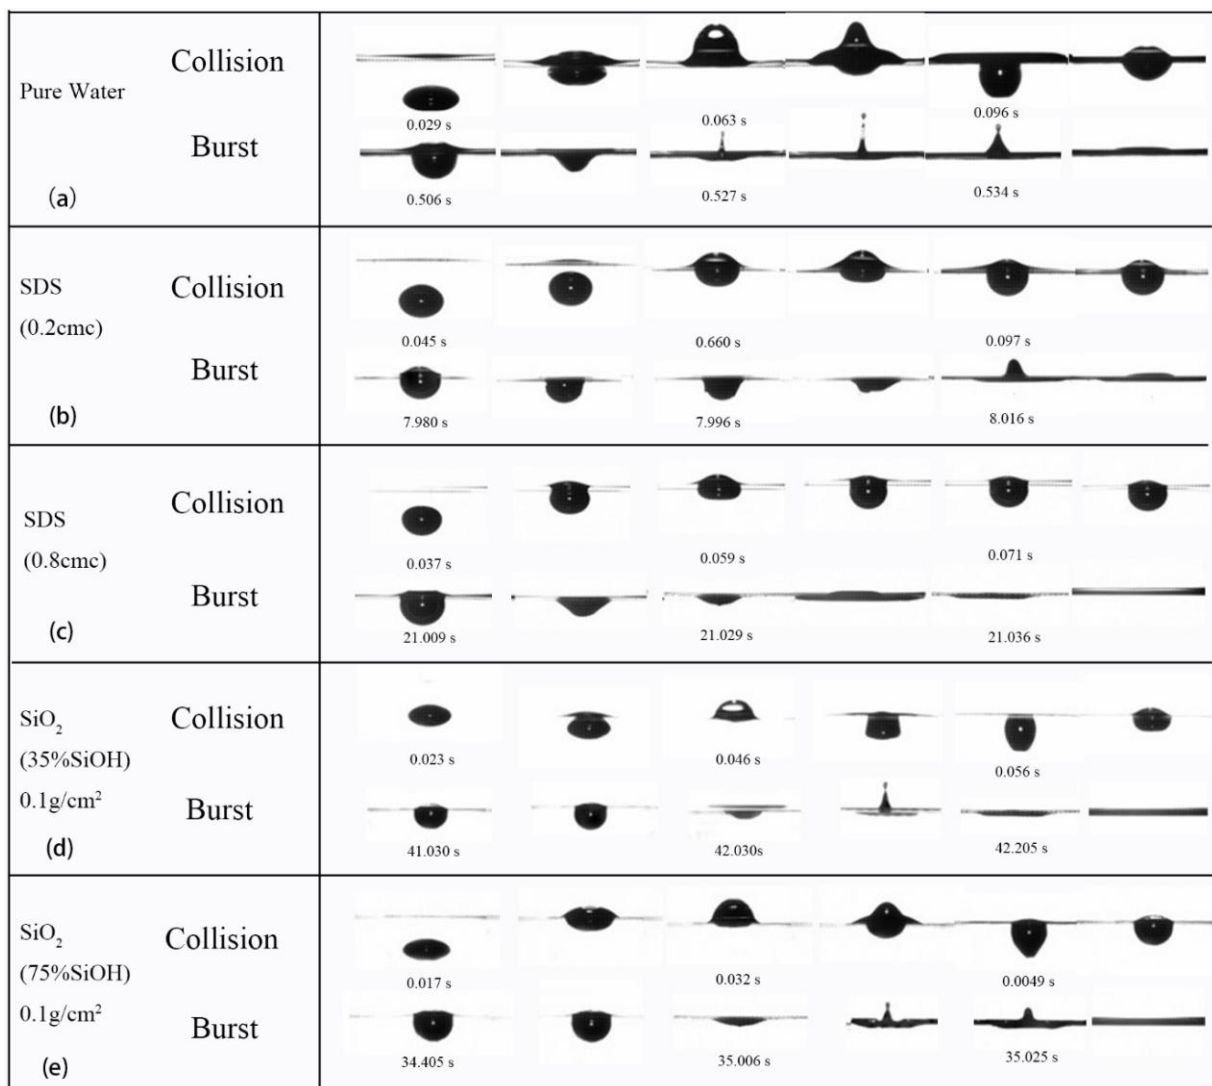 Pure Water
Collision
0.029 s 0.063 s 0.096 s
Burst
0.506 s 0.527 s 0.534 s
(a)
SDS
(0.2cmc)
Collision
0.045 s 0.660 s 0.097 s
Burst
7.980 s 7.996 s 8.016 s
(b)
SDS
(0.8cmc)
Collision
0.037 s 0.059 s 0.071 s
Burst
21.009 s 21.029 s 21.036 s
(c)
SiO₂
(35%SiOH)
0.1g/cm²
Collision
0.023 s 0.046 s 0.056 s
Burst
41.030 s 42.030s 42.205 s
(d)
SiO₂
(75%SiOH)
0.1g/cm²
Collision
0.017 s 0.032 s 0.0049 s
Burst
34.405 s 35.006 s 35.025 s
(e)